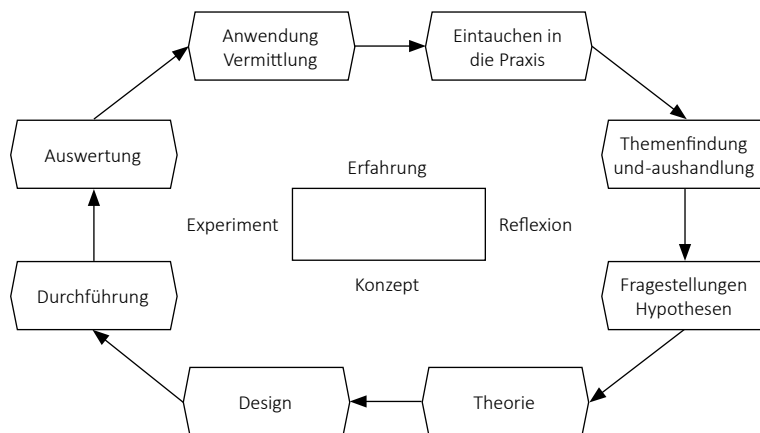 Anwendung
Vermittlung
Eintauchen in
die Praxis
Themenfindung
und-aushandlung
Fragestellungen
Hypothesen
Theorie
Design
Durchführung
Auswertung
Erfahrung
Reflexion
Konzept
Experiment